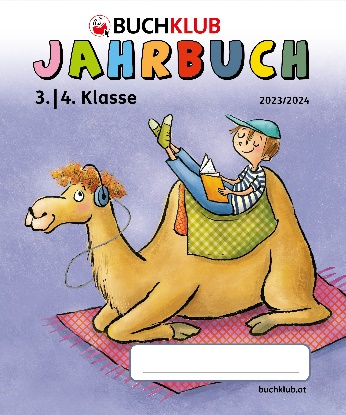 BUCHKLUB
JAHRBUCH
3.|4. Klasse
2023/2024
buchklub.at